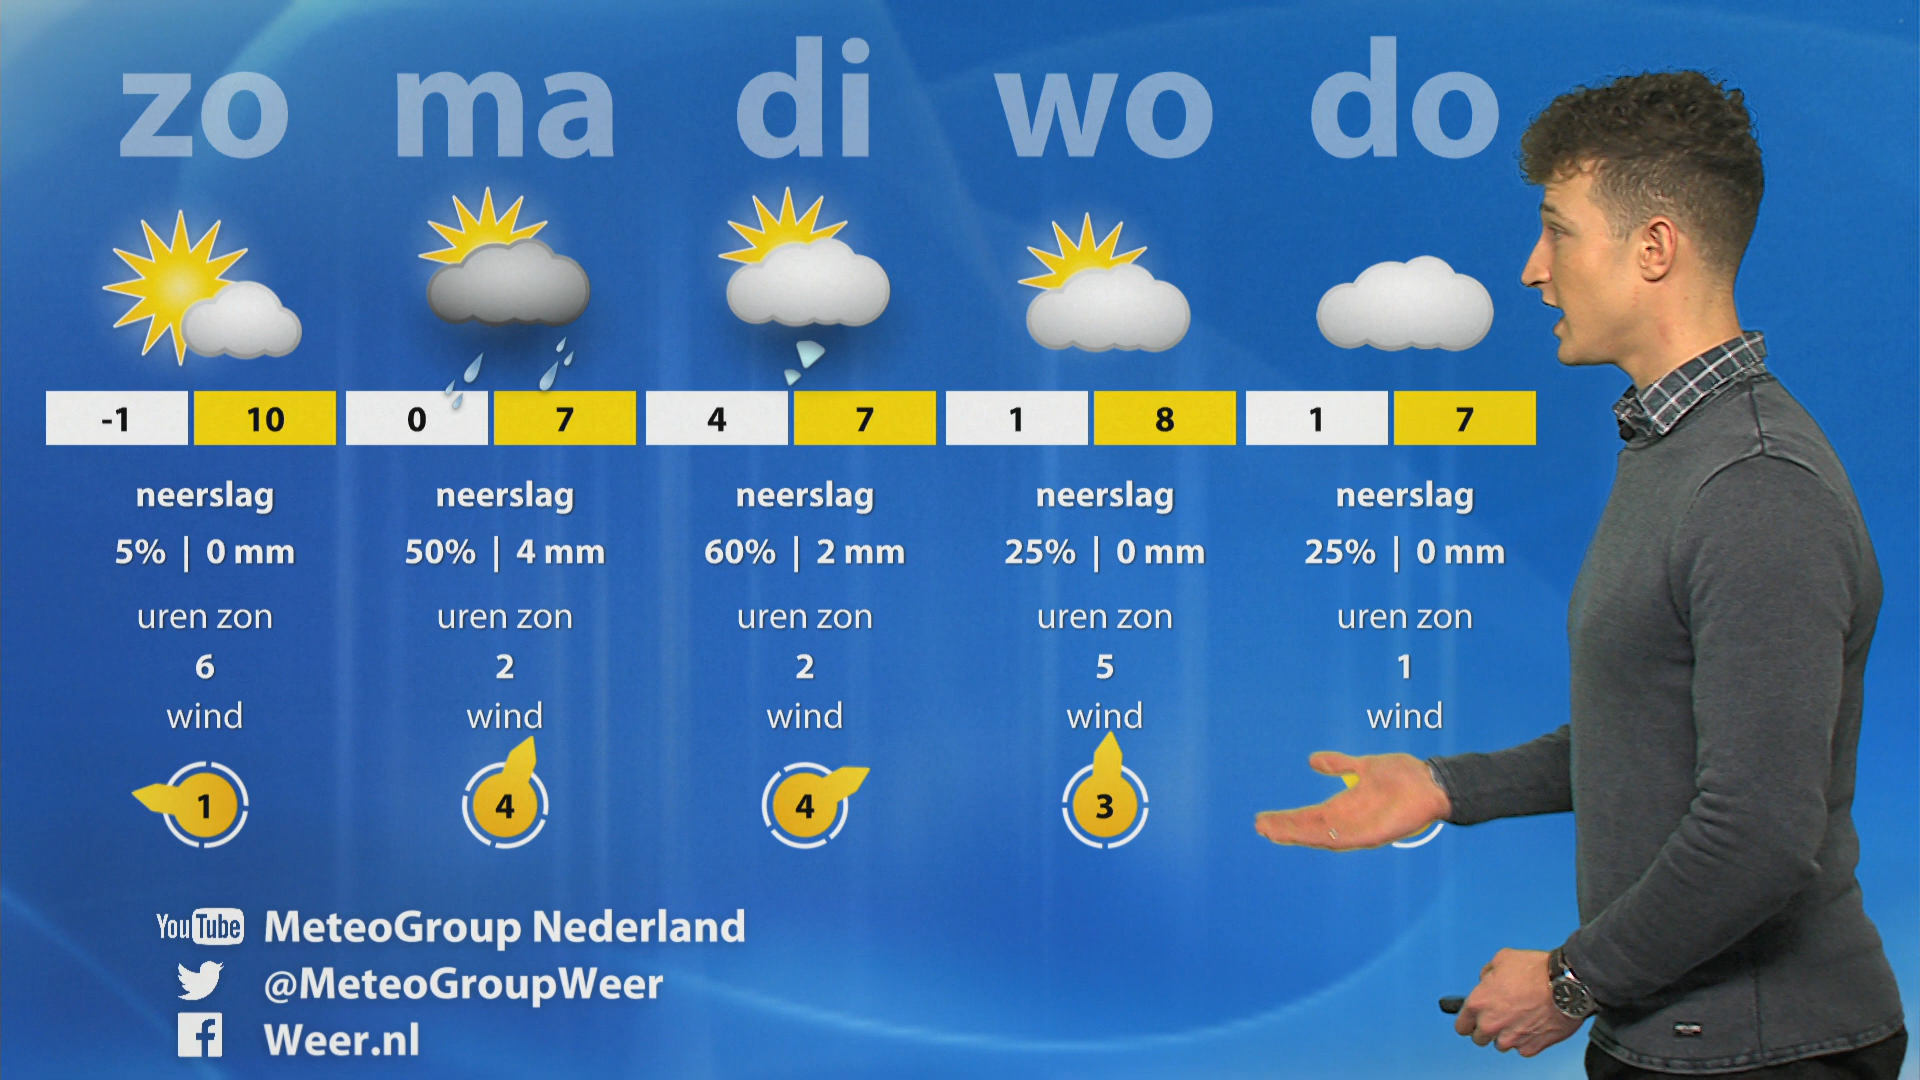 zo ma di wo do
-1 10 0 7 4 7 1 8 1 7
neerslag neerslag neerslag neerslag neerslag
5% | 0 mm 50% | 4 mm 60% | 2 mm 25% | 0 mm 25% | 0 mm
uren zon uren zon uren zon uren zon uren zon
6 2 2 5 1
wind wind wind wind wind
1 4 4 3
YouTube MeteoGroup Nederland
@MeteoGroupWeer
f Weer.nl